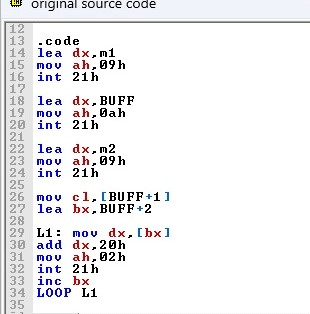 original source code
12
13 .code
14 lea dx,m1
15 mov ah,09h
16 int 21h
17
18 lea dx,BUFF
19 mov ah,0ah
20 int 21h
21
22 lea dx,m2
23 mov ah,09h
24 int 21h
25
26 mov cl,[BUFF+1]
27 lea bx,BUFF+2
28
29 L1: mov dx,[bx]
30 add dx,20h
31 mov ah,02h
32 int 21h
33 inc bx
34 LOOP L1
35